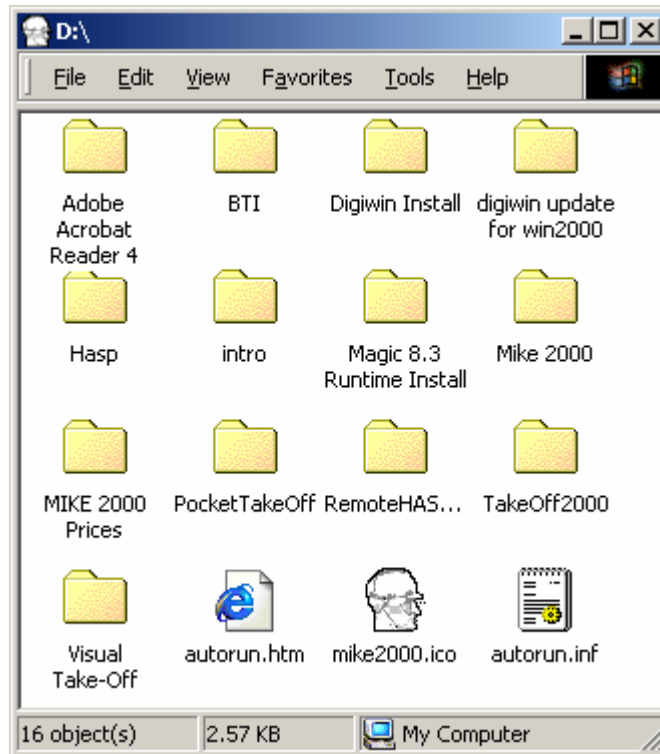 D:\
File Edit View Favorites Tools Help
Adobe
Acrobat
Reader 4
BTI
Digiwin Install
digiwin update
for win2000
Hasp
intro
Magic 8.3
Runtime Install
Mike 2000
MIKE 2000
Prices
PocketTakeOff
RemoteHAS...
TakeOff2000
Visual
Take-Off
autorun.htm
mike2000.ico
autorun.inf
16 object(s)
2.57 KB
My Computer